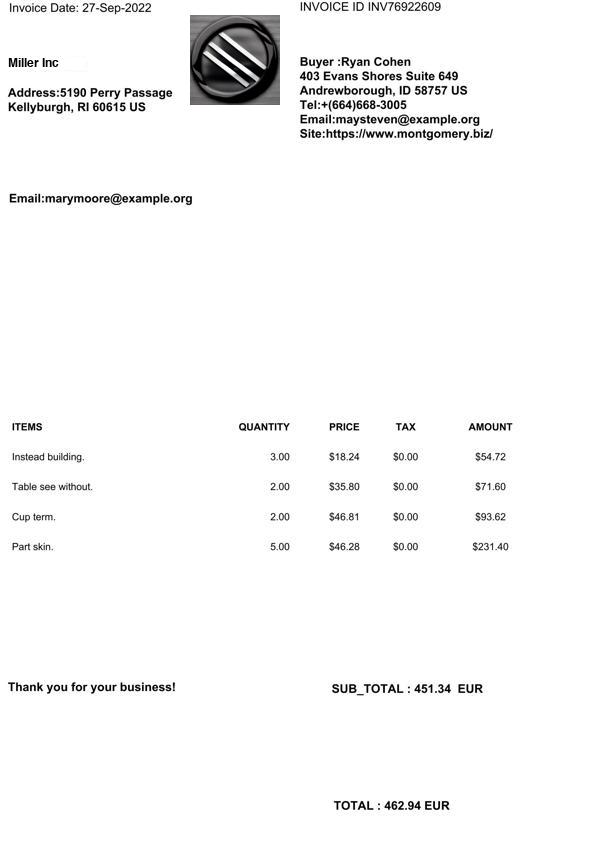 Invoice Date: 27-Sep-2022
INVOICE ID INV76922609
Miller Inc
Address:5190 Perry Passage
Kellyburgh, RI 60615 US
Buyer :Ryan Cohen
403 Evans Shores Suite 649
Andrewborough, ID 58757 US
Tel:+(664)668-3005
Email:maysteven@example.org
Site:https://www.montgomery.biz/
Email:marymoore@example.org
ITEMS QUANTITY PRICE TAX AMOUNT
Instead building. 3.00 $18.24 $0.00 $54.72
Table see without. 2.00 $35.80 $0.00 $71.60
Cup term. 2.00 $46.81 $0.00 $93.62
Part skin. 5.00 $46.28 $0.00 $231.40
Thank you for your business!
SUB_TOTAL : 451.34 EUR
TOTAL : 462.94 EUR